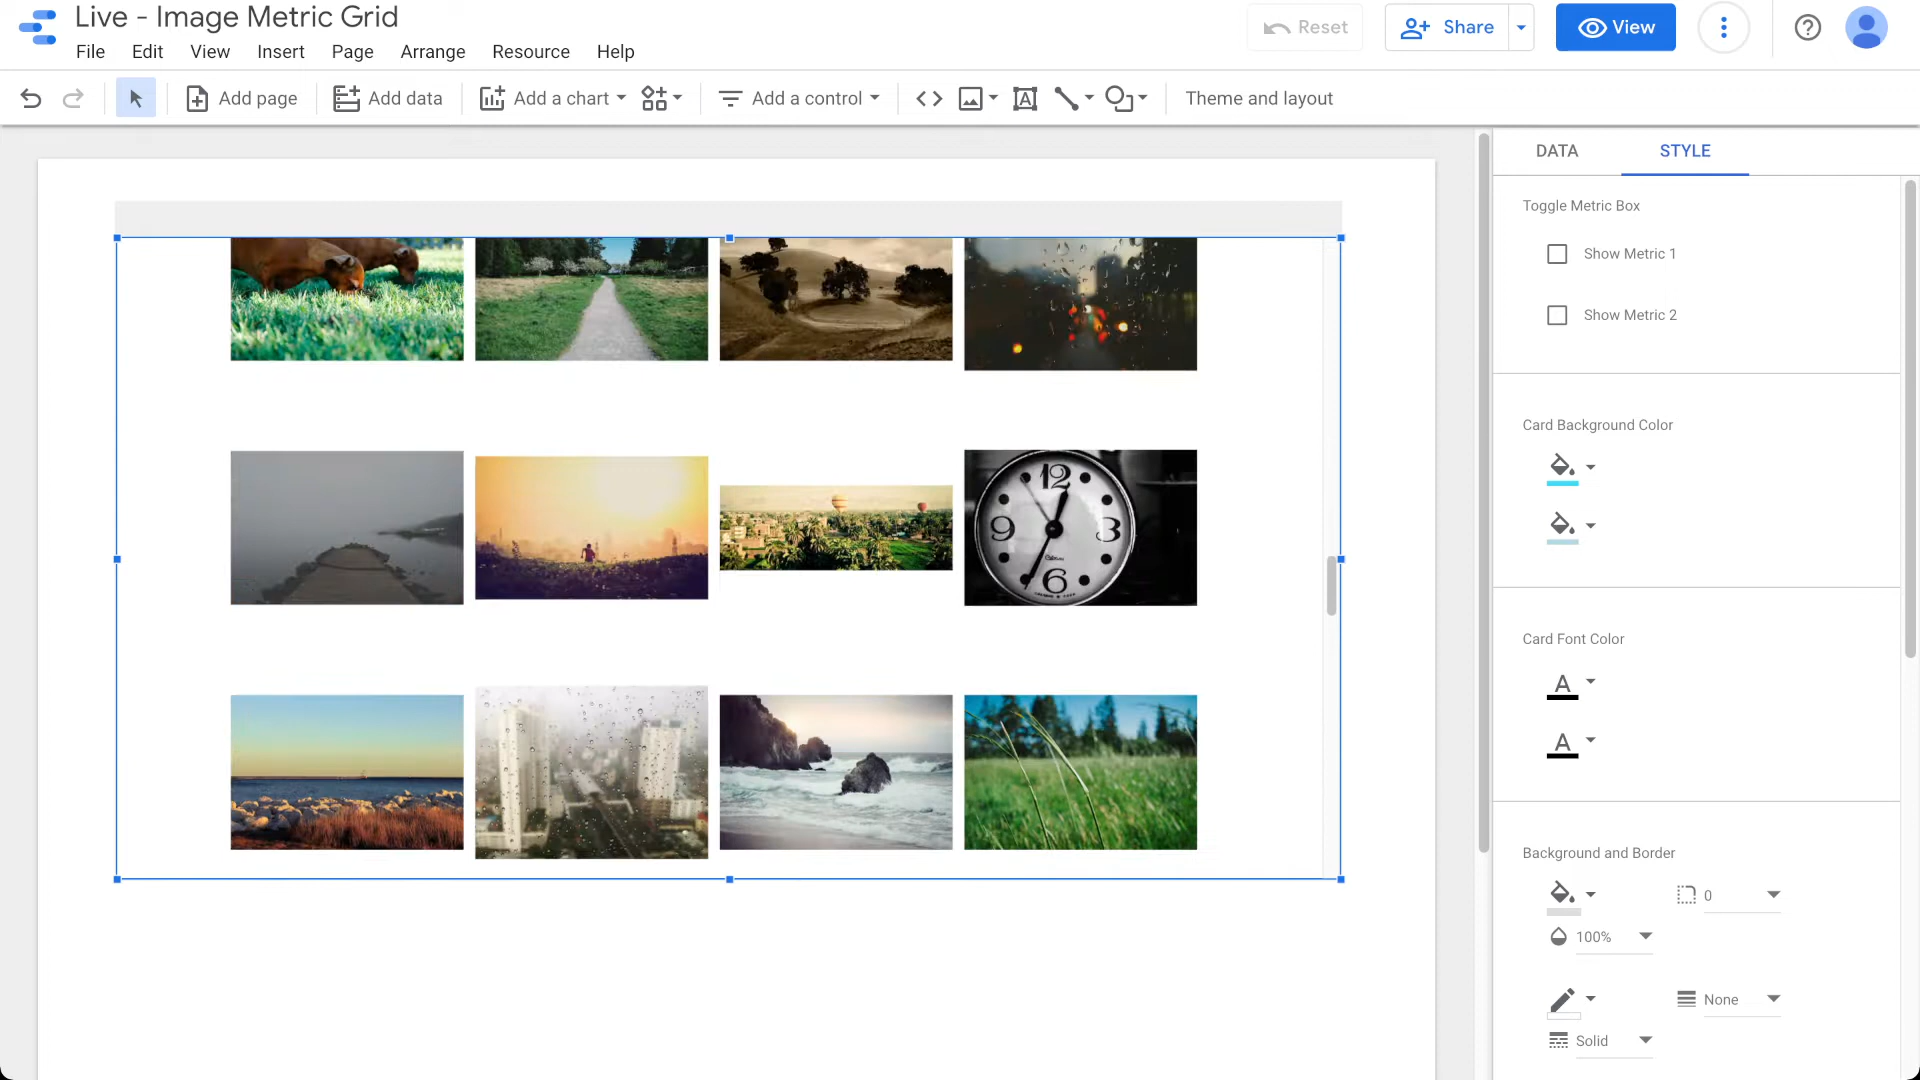 Live - Image Metric Grid
File Edit View Insert Page Arrange Resource Help
Reset
Share
View
Add page
Add data
Add a chart
Add a control
Theme and layout
DATA
STYLE
Toggle Metric Box
Show Metric 1
Show Metric 2
Card Background Color
Card Font Color
A
A
Background and Border
0
100%
None
Solid
12
9
3
6